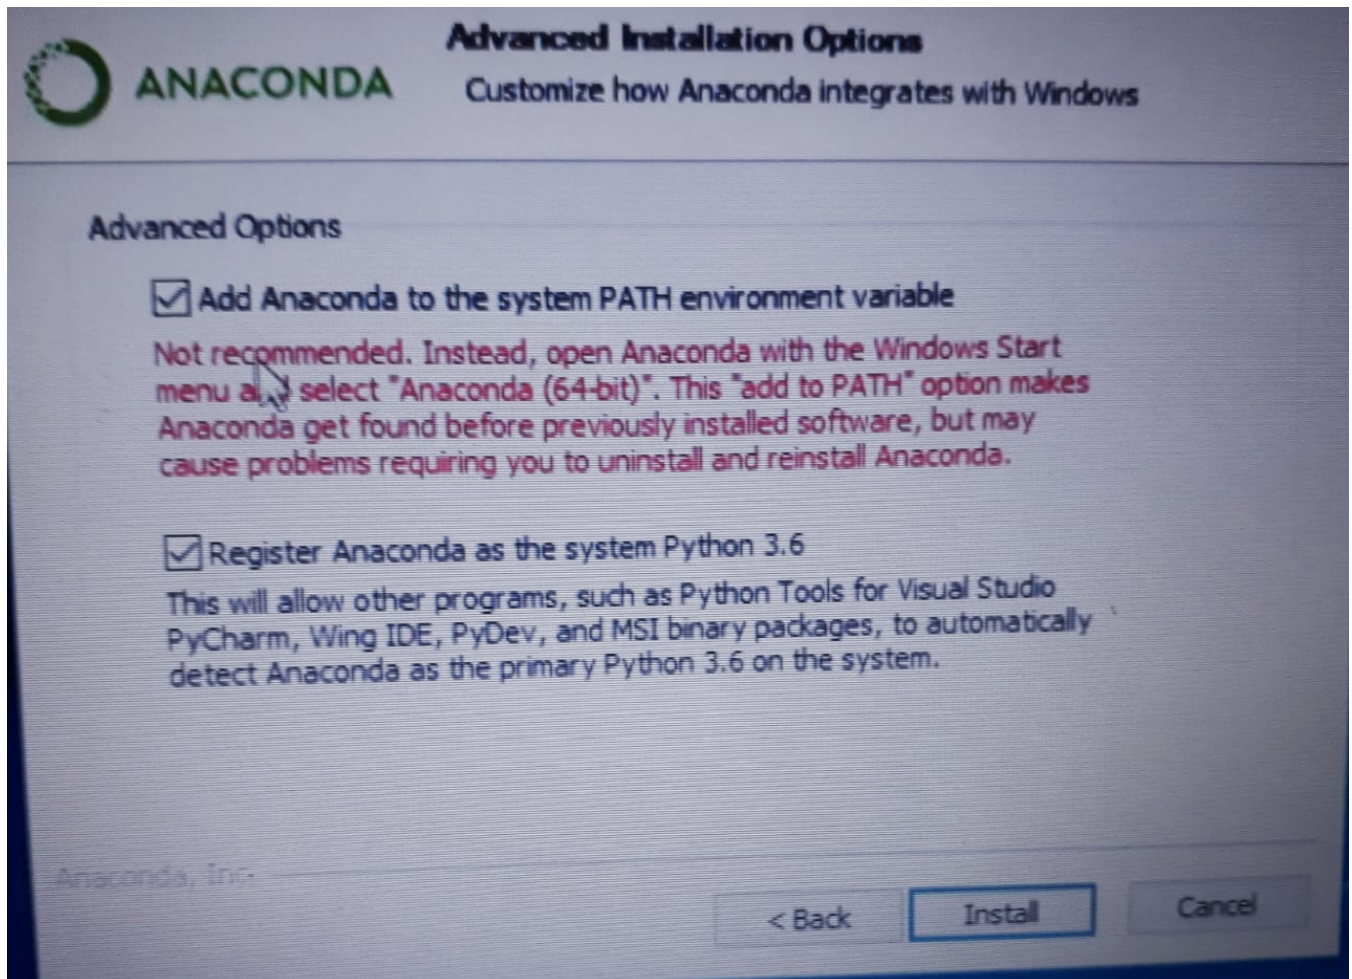 ANACONDA
Advanced Installation Options
Customize how Anaconda integrates with Windows
Advanced Options
Add Anaconda to the system PATH environment variable
Not recommended. Instead, open Anaconda with the Windows Start
menu and select "Anaconda (64-bit)". This "add to PATH" option makes
Anaconda get found before previously installed software, but may
cause problems requiring you to uninstall and reinstall Anaconda.
Register Anaconda as the system Python 3.6
This will allow other programs, such as Python Tools for Visual Studio
PyCharm, Wing IDE, PyDev, and MSI binary packages, to automatically
detect Anaconda as the primary Python 3.6 on the system.
Anaconda, Inc.
< Back
Install
Cancel